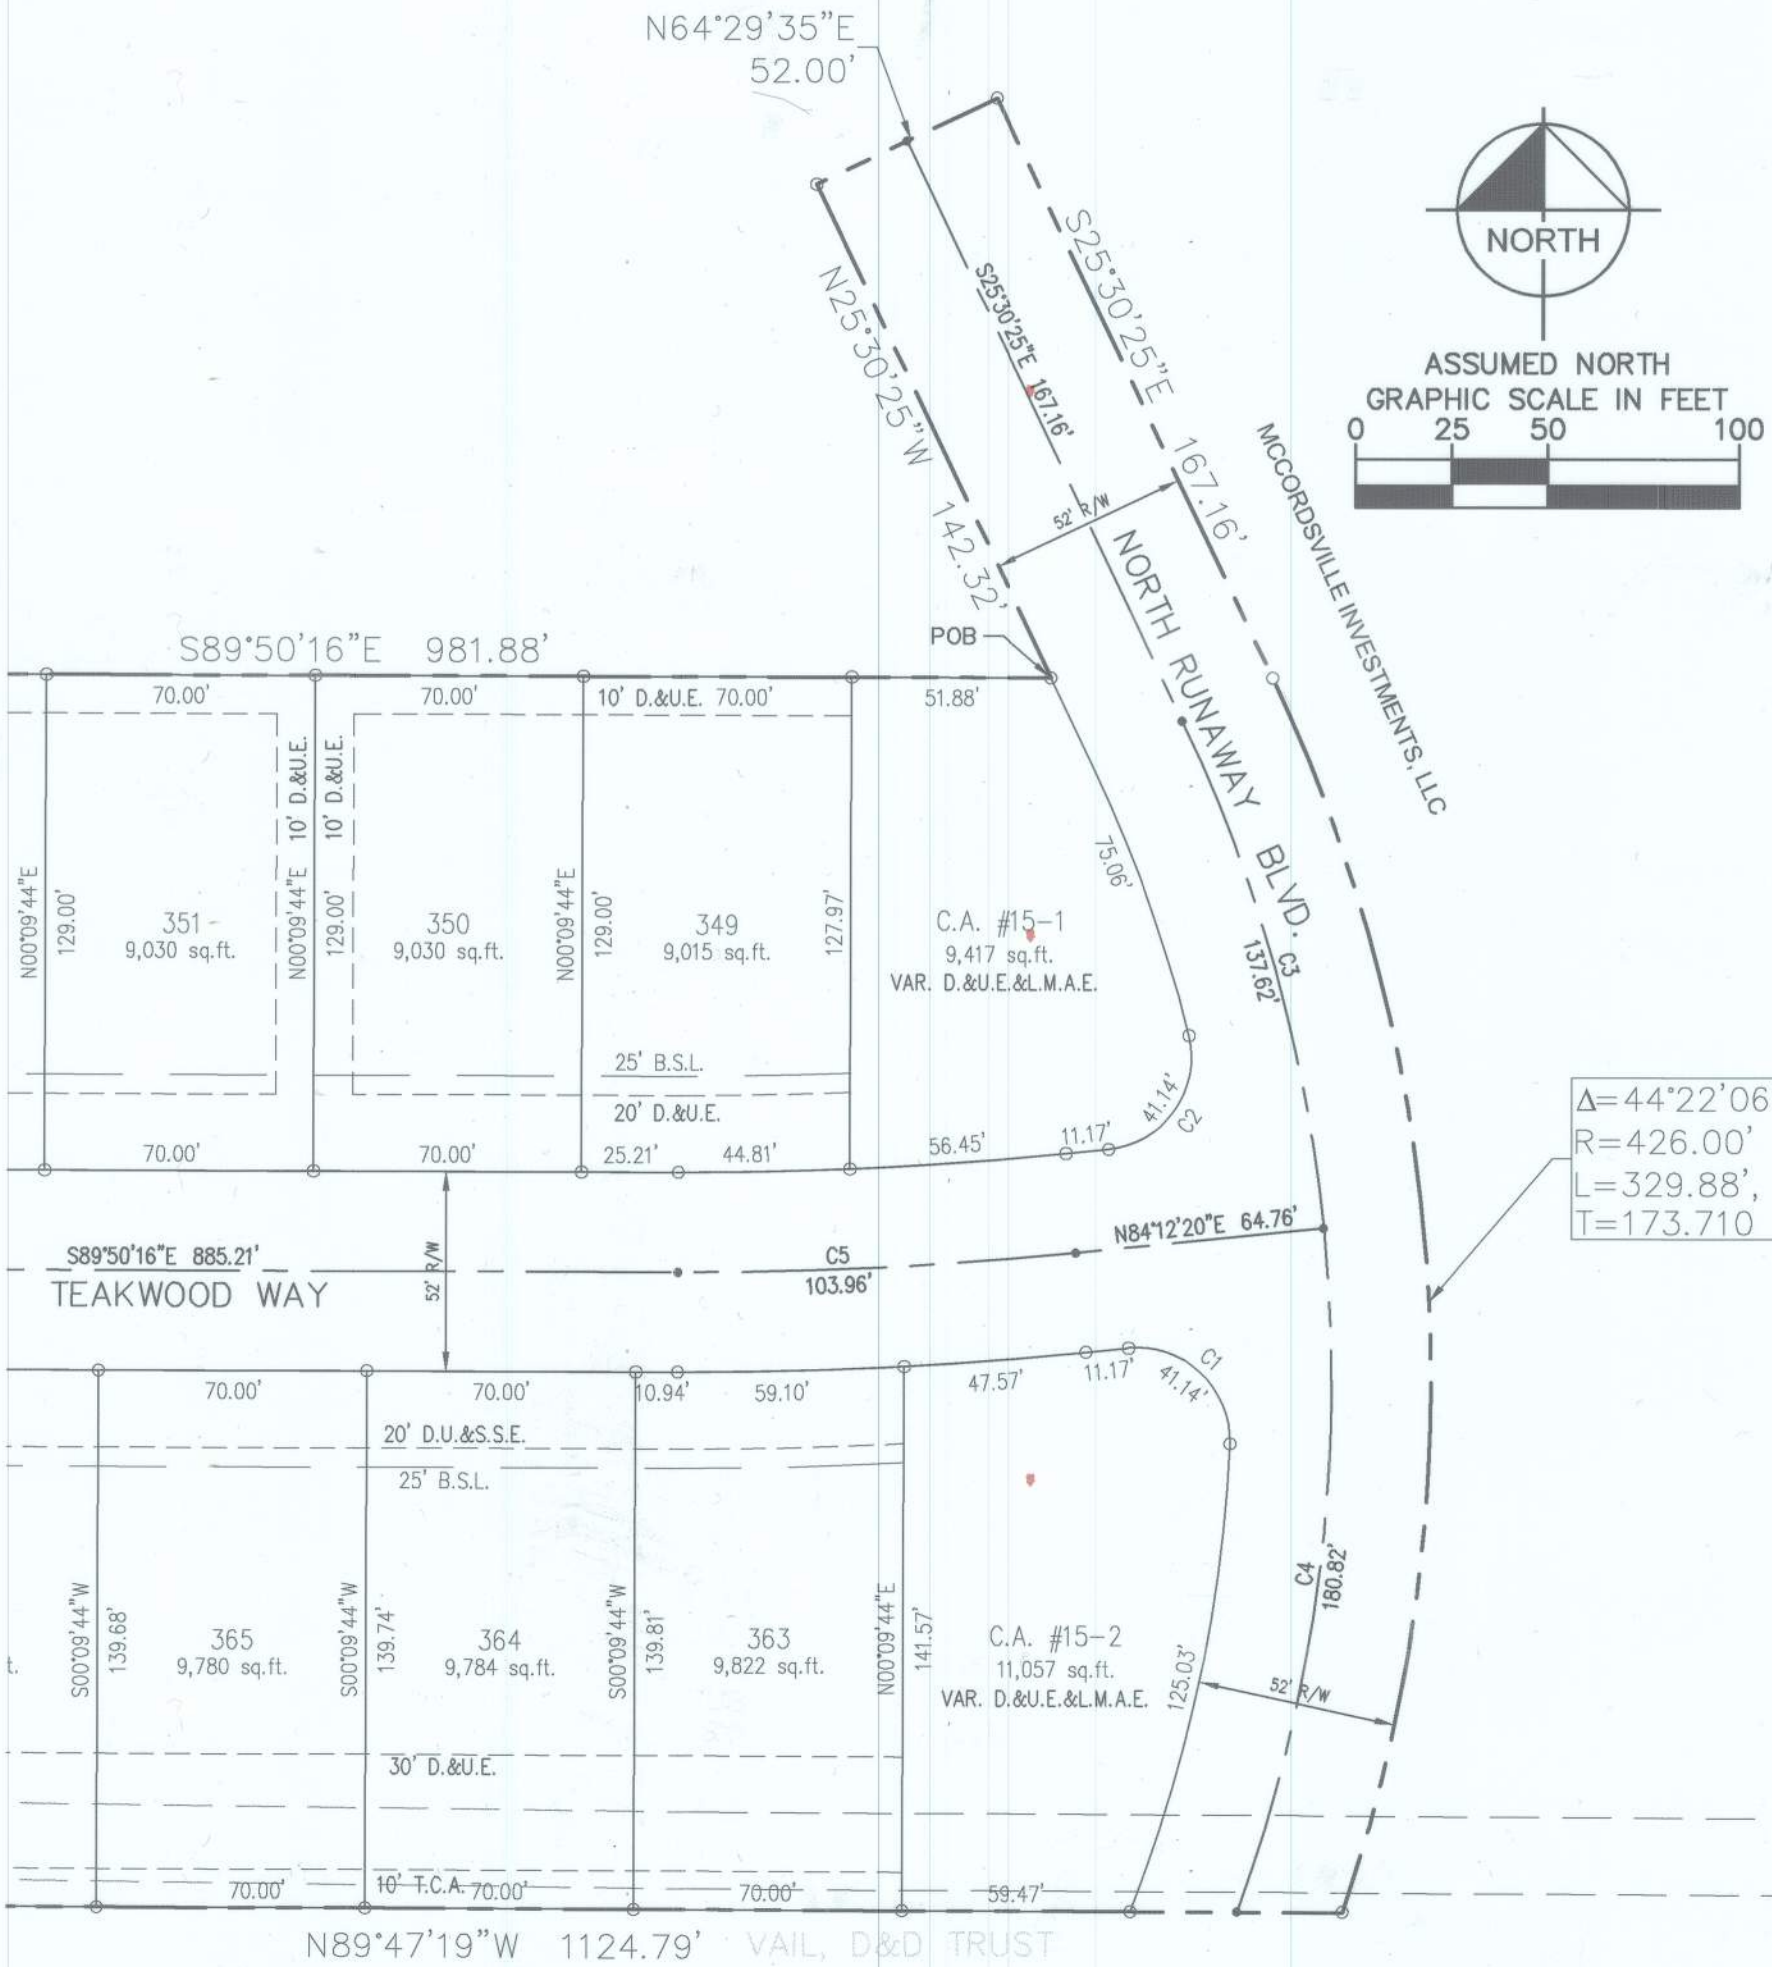 N64°29'35"E
52.00'
NORTH
ASSUMED NORTH
GRAPHIC SCALE IN FEET
0 25 50 100
S25°30'25"E 167.16'
N25°30'25"W 142.32'
S25°30'25"E 167.16'
52' R/W
MCCORDSVILLE INVESTMENTS, LLC
NORTH RUNAWAY BLVD.
POB
S89°50'16"E 981.88'
70.00'
70.00'
10' D.&U.E. 70.00'
51.88'
N00°09'44"E
129.00'
351
9,030 sq.ft.
10' D.&U.E.
N00°09'44"E
10' D.&U.E.
129.00'
350
9,030 sq.ft.
N00°09'44"E
129.00'
349
9,015 sq.ft.
127.97'
C.A. #15-1
9,417 sq.ft.
VAR. D.&U.E.&L.M.A.E.
75.06'
C3
137.62'
25' B.S.L.
20' D.&U.E.
70.00'
70.00'
25.21'
44.81'
56.45'
11.17'
41.14'
C2
Δ=44°22'06
R=426.00'
L=329.88',
T=173.710
S89°50'16"E 885.21'
TEAKWOOD WAY
52' R/W
C5
103.96'
N84°12'20"E 64.76'
70.00'
70.00'
10.94'
59.10'
47.57'
11.17'
41.14'
C1
20' D.U.&S.S.E.
25' B.S.L.
S00°09'44"W
139.68'
365
9,780 sq.ft.
S00°09'44"W
139.74'
364
9,784 sq.ft.
S00°09'44"W
139.81'
363
9,822 sq.ft.
N00°09'44"E
141.57'
C.A. #15-2
11,057 sq.ft.
VAR. D.&U.E.&L.M.A.E.
125.03'
C4
180.82'
52' R/W
t.
30' D.&U.E.
70.00'
10' T.C.A.
70.00'
70.00'
59.47'
N89°47'19"W 1124.79'
VAIL, D&D TRUST